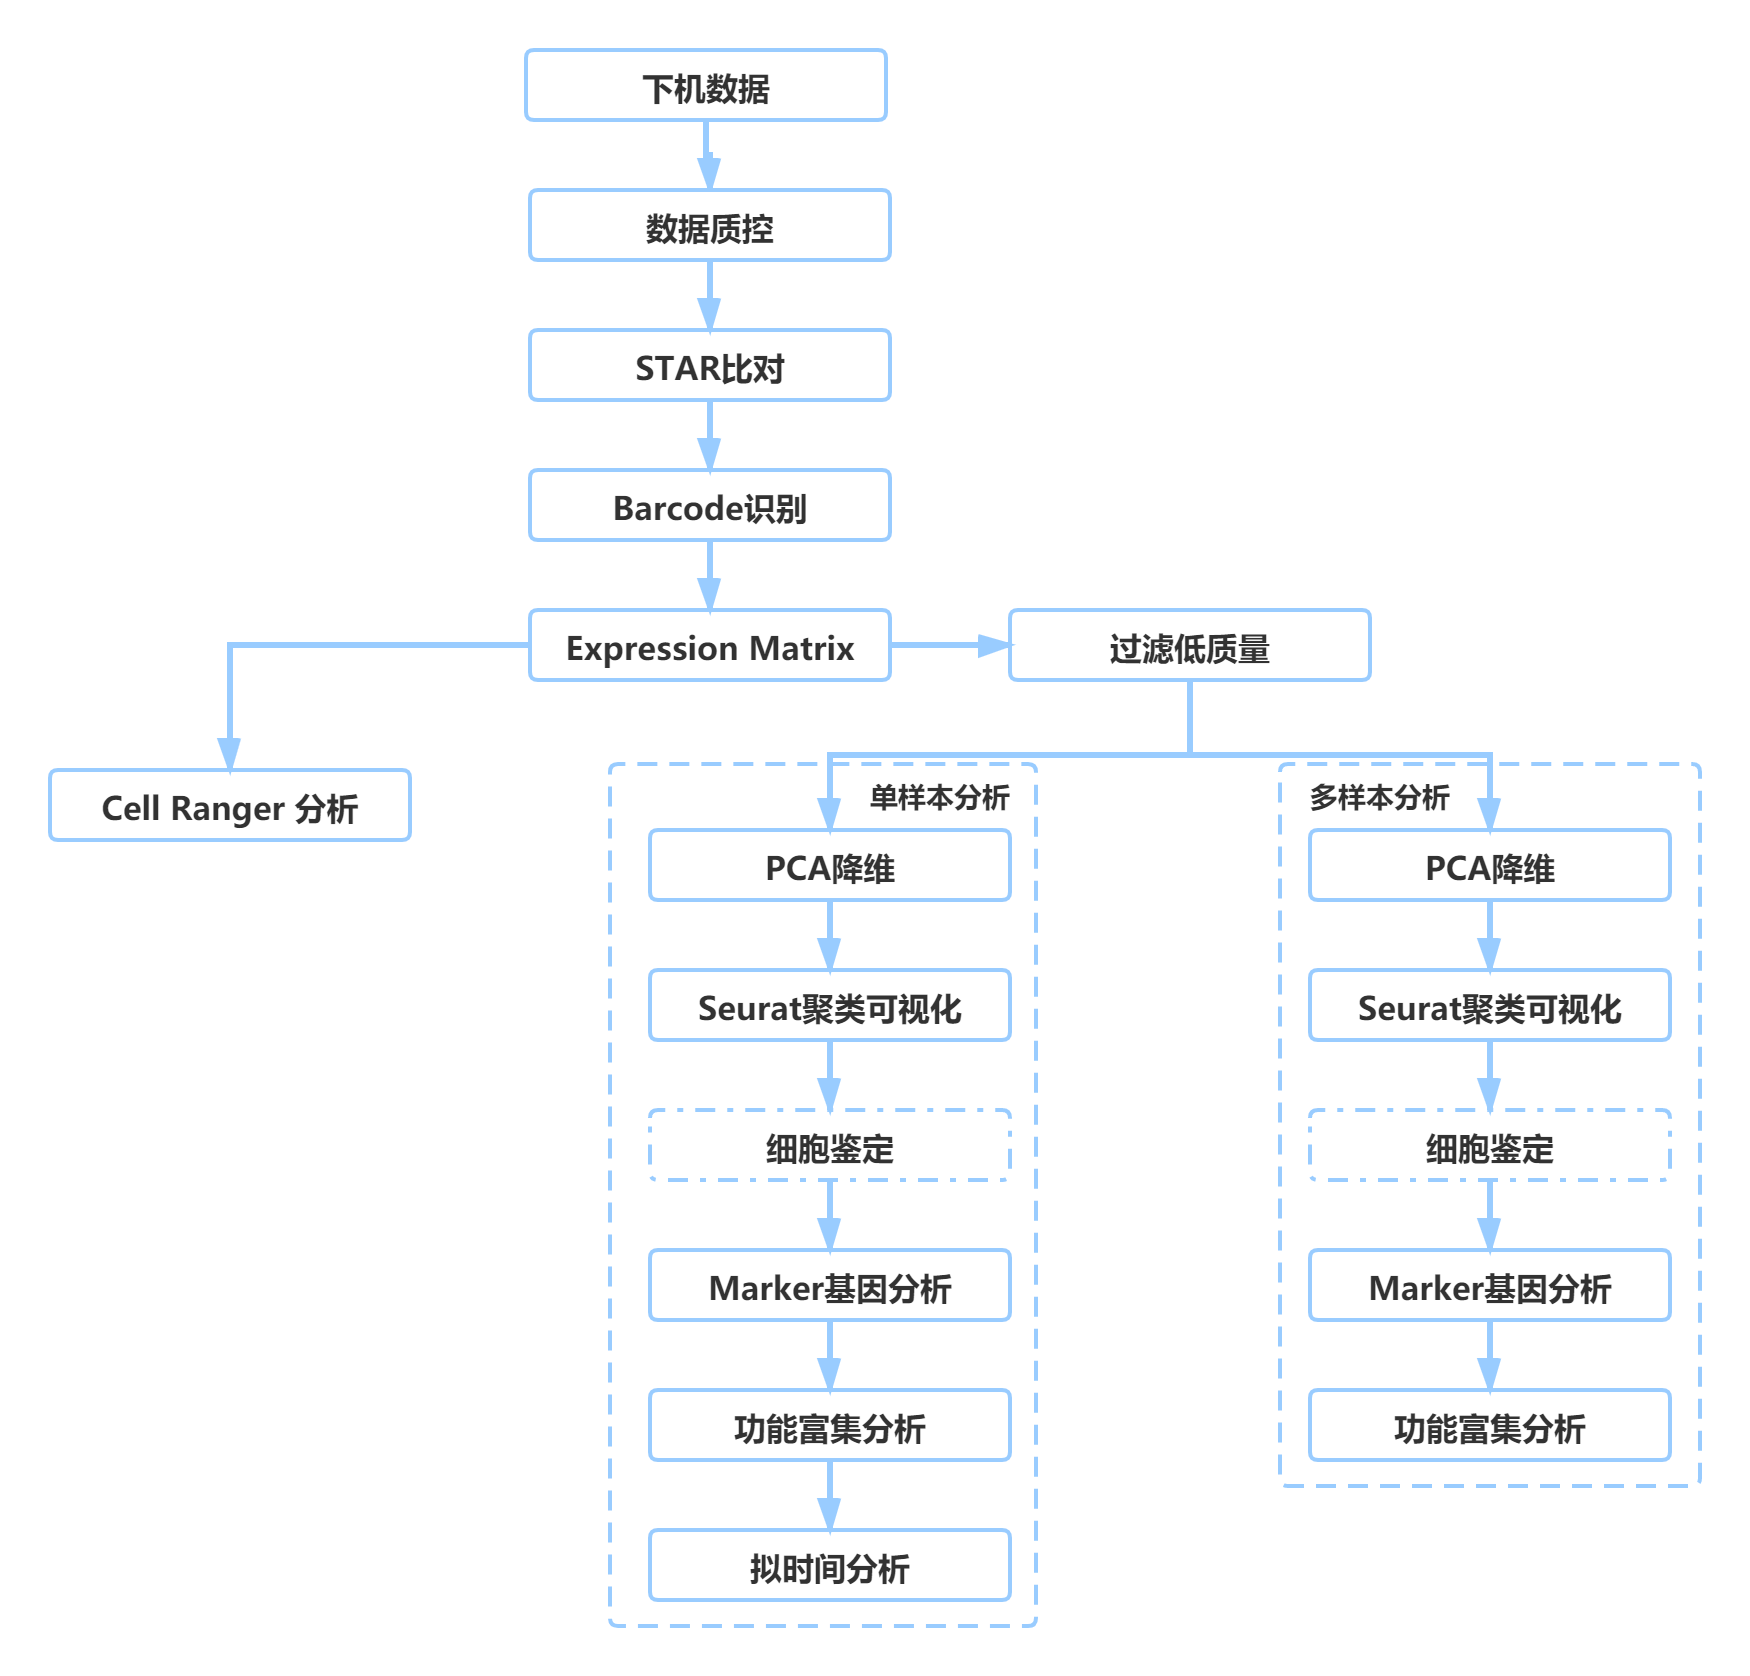 下机数据
数据质控
STAR比对
Barcode识别
Expression Matrix
过滤低质量
Cell Ranger 分析
单样本分析
PCA降维
Seurat聚类可视化
细胞鉴定
Marker基因分析
功能富集分析
拟时间分析
多样本分析
PCA降维
Seurat聚类可视化
细胞鉴定
Marker基因分析
功能富集分析